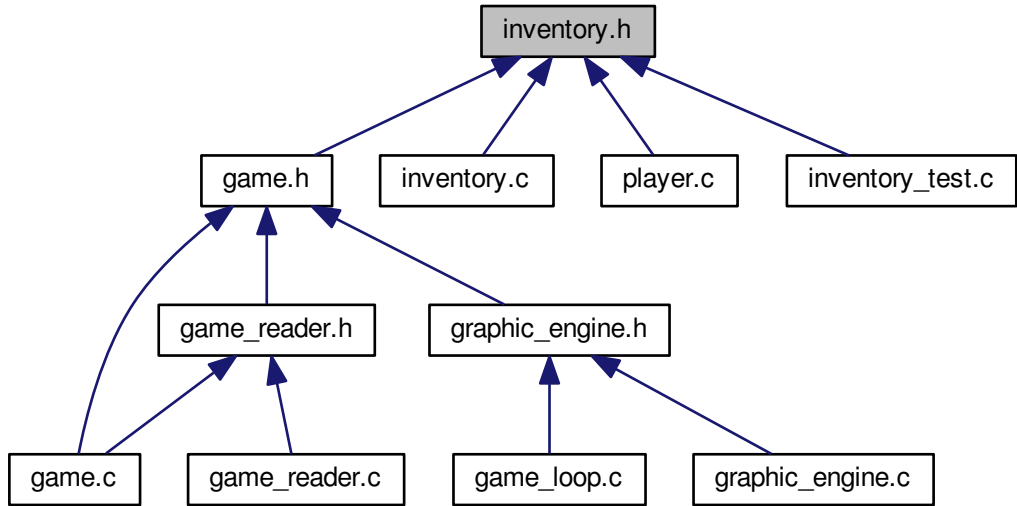 inventory.h
game.h
inventory.c
player.c
inventory_test.c
game_reader.h
graphic_engine.h
game.c
game_reader.c
game_loop.c
graphic_engine.c